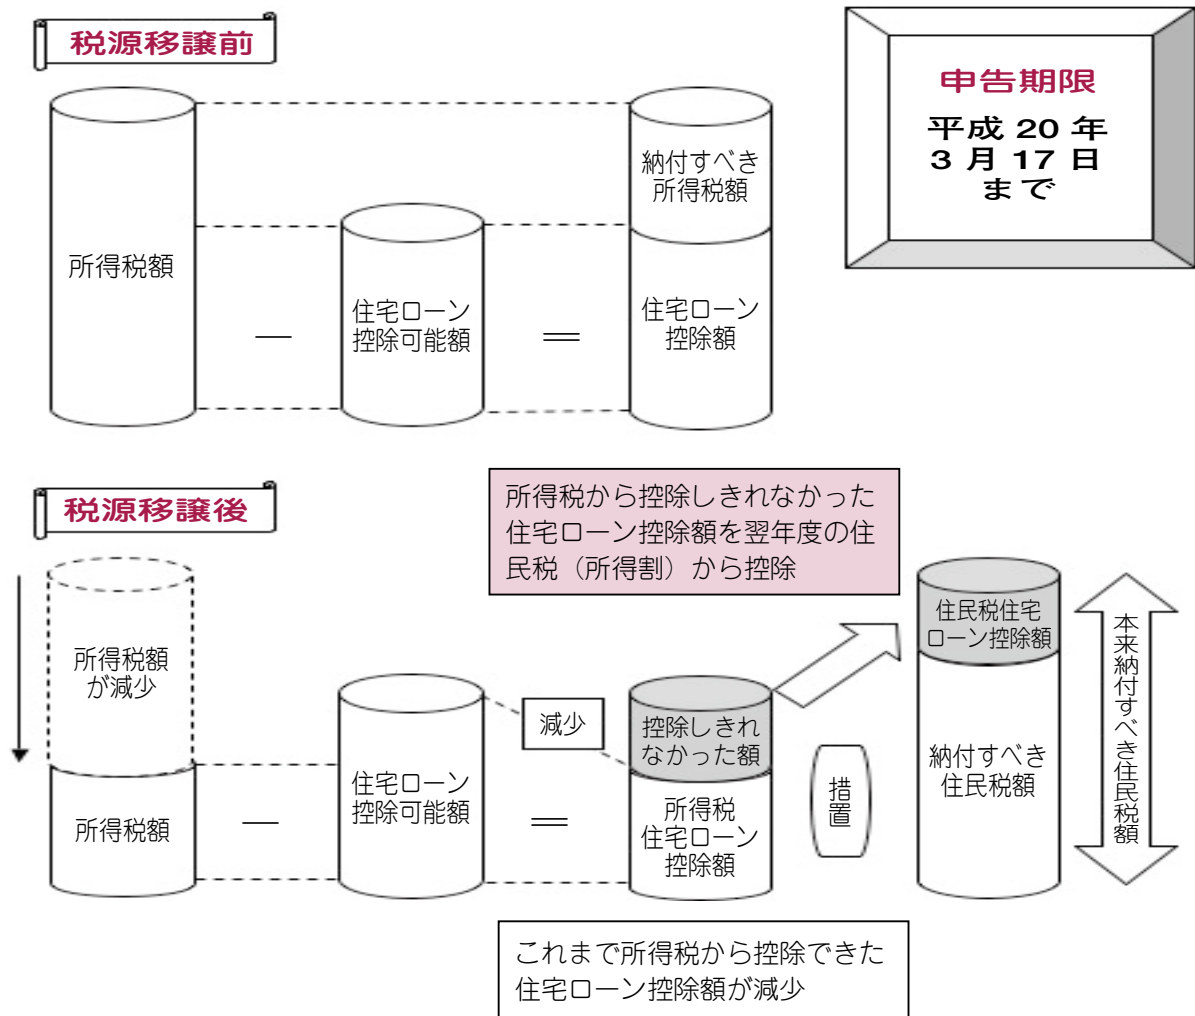 税源移譲前
申告期限
平成 20 年
3 月 17 日
まで
所得税額
―
住宅ローン
控除可能額
＝
納付すべき
所得税額
住宅ローン
控除額
税源移譲後
所得税から控除しきれなかった
住宅ローン控除額を翌年度の住
民税（所得割）から控除
所得税額
が減少
所得税額
―
住宅ローン
控除可能額
減少
＝
控除しきれ
なかった額
所得税
住宅ローン
控除額
措置
住民税住宅
ローン控除額
納付すべき
住民税額
本来納付すべき住民税額
これまで所得税から控除できた
住宅ローン控除額が減少